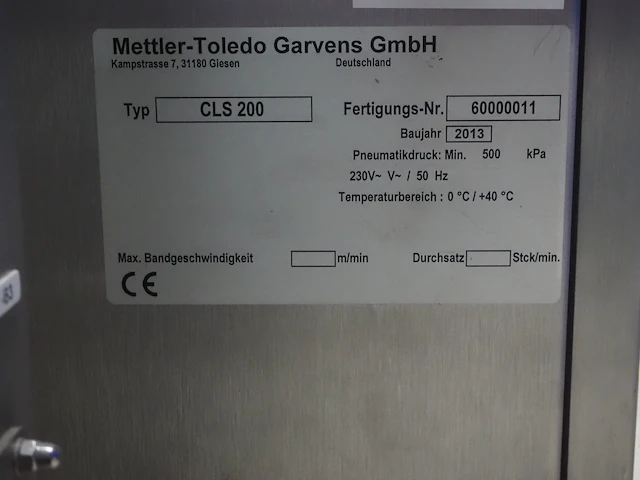 Mettler-Toledo Garvens GmbH
Kampstrasse 7, 31180 Giesen Deutschland
Typ CLS 200 Fertigungs-Nr. 60000011
Baujahr 2013
Pneumatikdruck: Min. 500 kPa
230V~ V~ / 50 Hz
Temperaturbereich : 0 °C / +40 °C
Max. Bandgeschwindigkeit m/min Durchsatz Stck/min.
CE
63